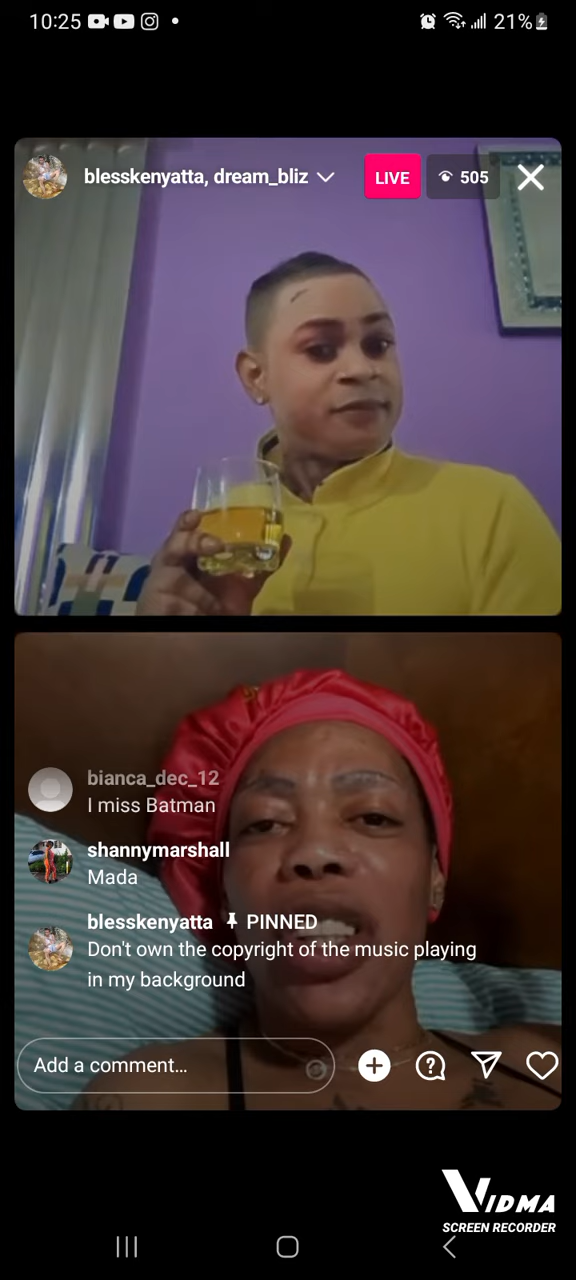 10:25
21%
blesskenyatta, dream_bliz
LIVE
505
bianca_dec_12
I miss Batman
shannymarshall
Mada
blesskenyatta PINNED
Don't own the copyright of the music playing
in my background
Add a comment...
VIDMA
SCREEN RECORDER